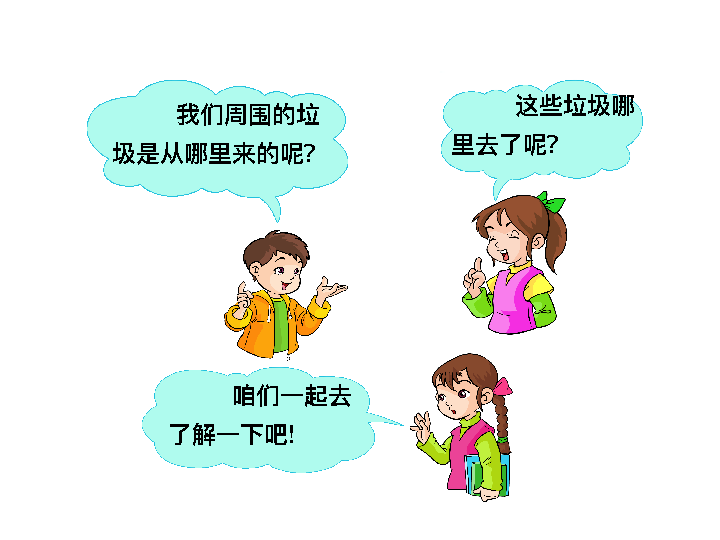 我们周围的垃
圾是从哪里来的呢?
这些垃圾哪
里去了呢?
咱们一起去
了解一下吧!